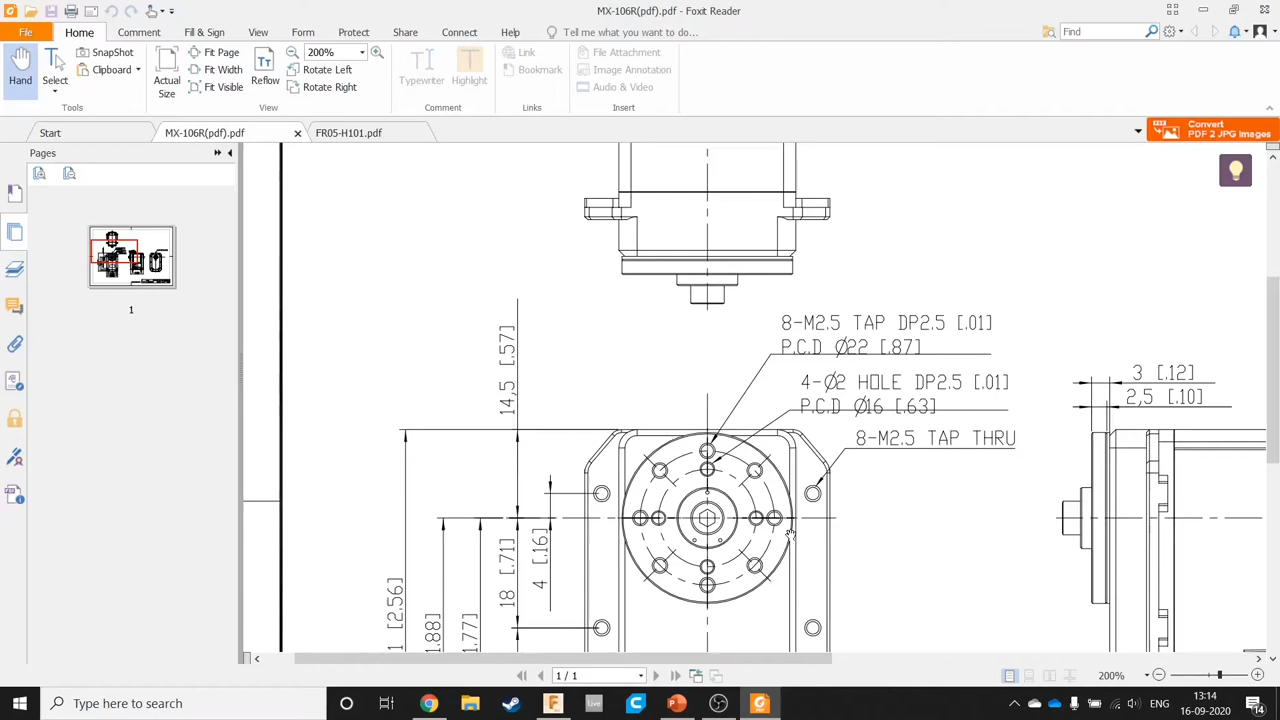 MX-106R(pdf).pdf - Foxit Reader
File
Home
Comment
Fill & Sign
View
Form
Protect
Share
Connect
Help
Tell me what you want to do...
Find
Hand
Select
SnapShot
Clipboard
Tools
Actual
Size
Fit Page
Fit Width
Fit Visible
Reflow
200%
Rotate Left
Rotate Right
View
Typewriter
Highlight
Comment
Link
Bookmark
Links
File Attachment
Image Annotation
Audio & Video
Insert
Start
MX-106R(pdf).pdf
FR05-H101.pdf
Convert
PDF 2 JPG Images
Pages
1
8-M2.5 TAP DP2.5 [.01]
P.C.D Ø22 [.87]
4-Ø2 HOLE DP2.5 [.01]
P.C.D Ø16 [.63]
8-M2.5 TAP THRU
3 [.12]
2,5 [.10]
14,5 [.57]
18 [.71]
4 [.16]
1 [2.56]
1.88]
1.77]
1 / 1
200%
Type here to search
live
ENG
13:14
16-09-2020
14